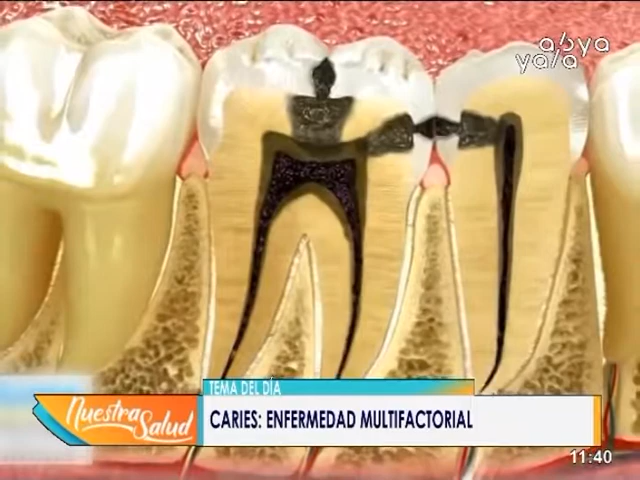 abya
yala
TEMA DEL DÍA
Nuestra Salud
CARIES: ENFERMEDAD MULTIFACTORIAL
11:40